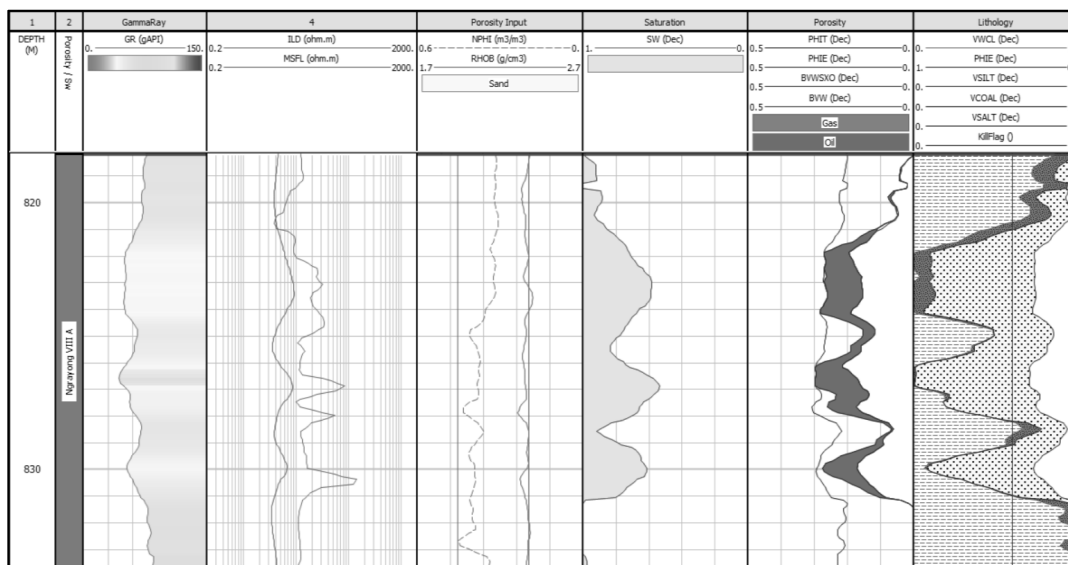 1 2 GammaRay 4 Porosity Input Saturation Porosity Lithology
DEPTH (M)
Porosity / Sw
GR (gAPI)
0. 150.
ILD (ohm.m)
0.2 2000.
MSFL (ohm.m)
0.2 2000.
NPHI (m3/m3)
0.6 0.
RHOB (g/cm3)
1.7 2.7
Sand
SW (Dec)
1. 0.
PHIT (Dec)
0.5 0.
PHIE (Dec)
0.5 0.
BVWSXO (Dec)
0.5 0.
BVW (Dec)
0.5 0.
Gas
Oil
VWCL (Dec)
0.
PHIE (Dec)
1.
VSILT (Dec)
0.
VCOAL (Dec)
0.
VSALT (Dec)
0.
KillFlag ()
0.
820
Ngrayong VIII A
830